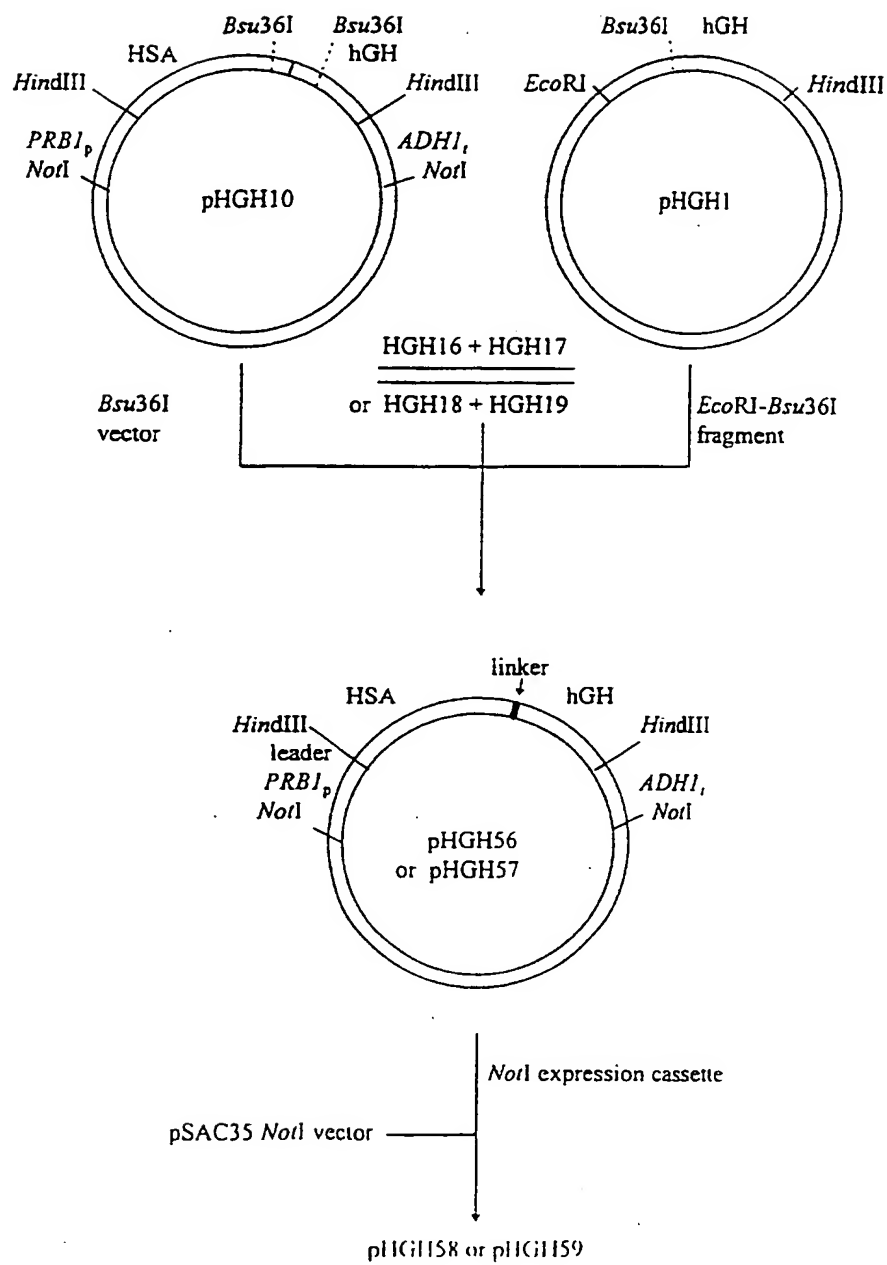 Bsu36I
Bsu36I
HSA
hGH
HindIII
HindIII
PRB1p
ADH1t
NotI
NotI
pHGH10
Bsu36I
hGH
EcoRI
HindIII
pHGH1
HGH16 + HGH17
or HGH18 + HGH19
Bsu36I
vector
EcoRI-Bsu36I
fragment
linker
HSA
hGH
HindIII
HindIII
leader
PRB1p
ADH1t
NotI
NotI
pHGH56
or pHGH57
NotI expression cassette
pSAC35 NotI vector
pHGH58 or pHGH59